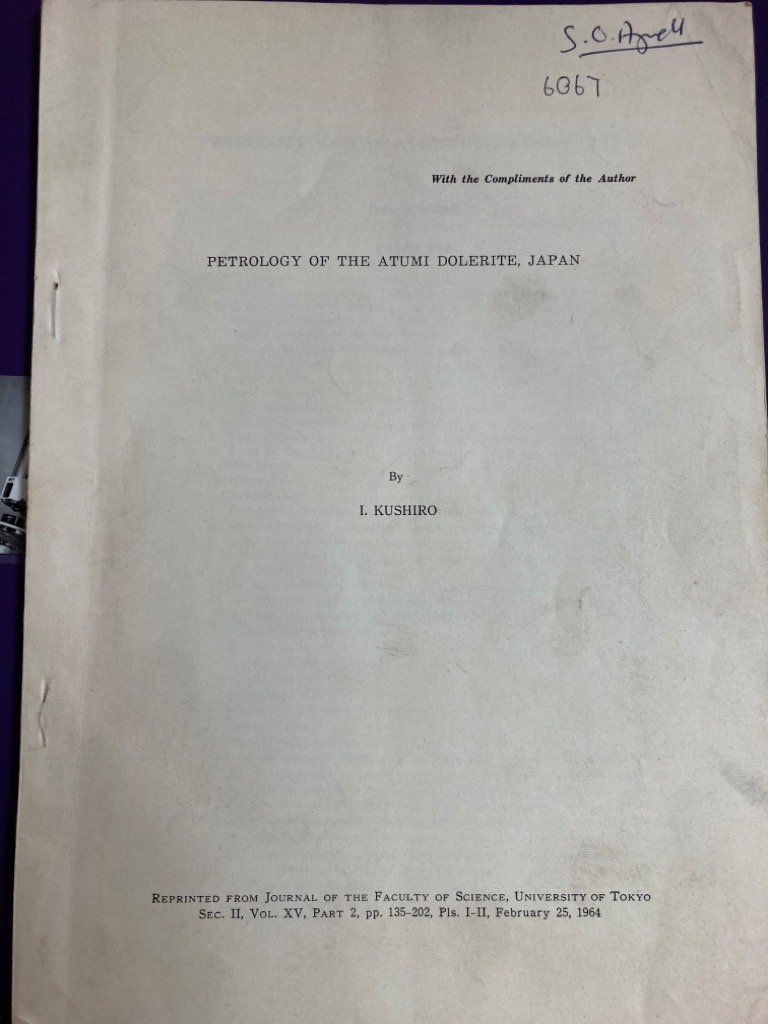 S. O. Agrell
6067
With the Compliments of the Author
PETROLOGY OF THE ATUMI DOLERITE, JAPAN
By
I. KUSHIRO
REPRINTED FROM JOURNAL OF THE FACULTY OF SCIENCE, UNIVERSITY OF TOKYO
SEC. II, VOL. XV, PART 2, pp. 135-202, Pls. I-II, February 25, 1964